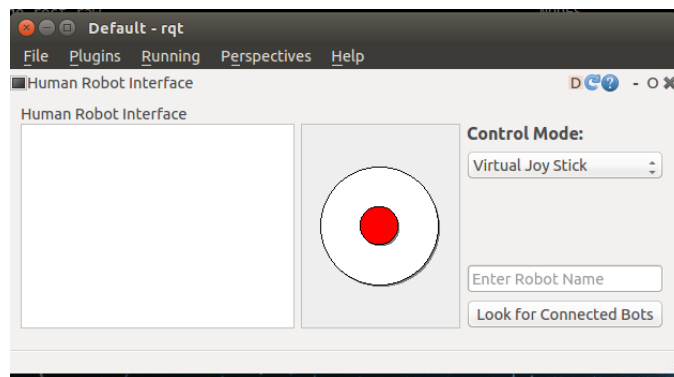 Default - rqt
File Plugins Running Perspectives Help
Human Robot Interface D ? - O ✖
Human Robot Interface
Control Mode:
Virtual Joy Stick
Enter Robot Name
Look for Connected Bots